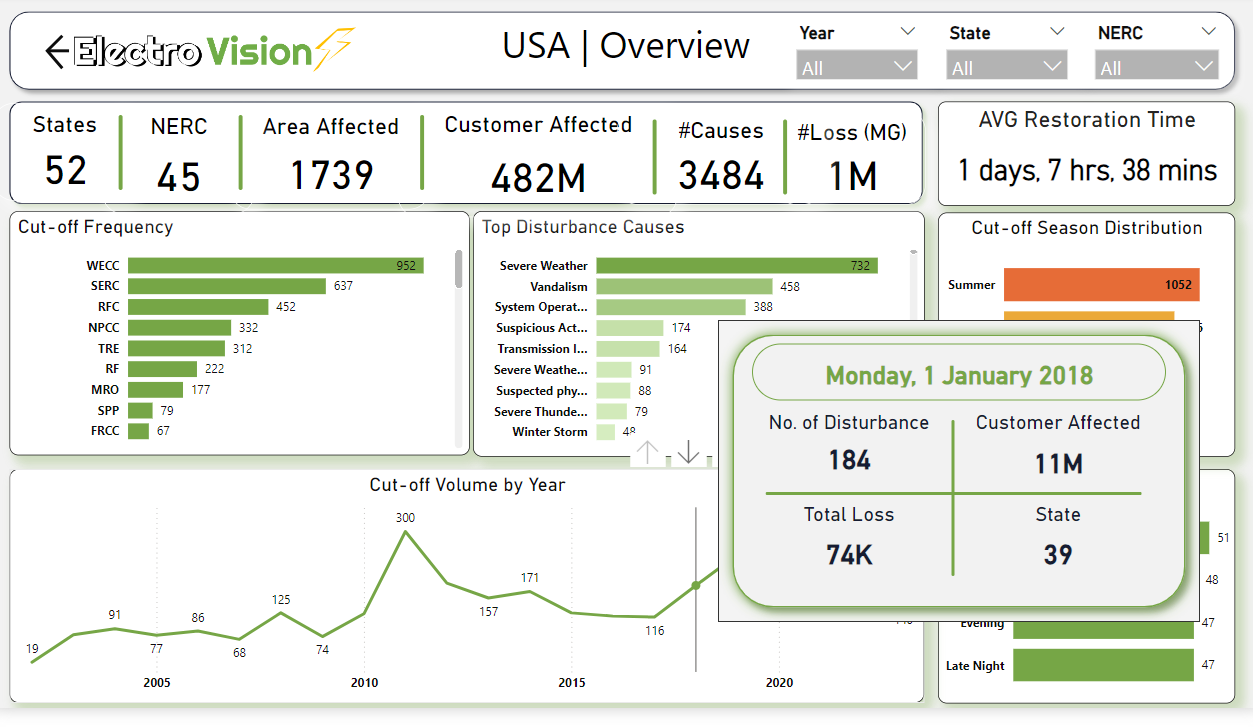 Electro Vision
USA | Overview
Year
All
State
All
NERC
All
States
52
NERC
45
Area Affected
1739
Customer Affected
482M
#Causes
3484
#Loss (MG)
1M
AVG Restoration Time
1 days, 7 hrs, 38 mins
Cut-off Frequency
WECC 952
SERC 637
RFC 452
NPCC 332
TRE 312
RF 222
MRO 177
SPP 79
FRCC 67
Top Disturbance Causes
Severe Weather 732
Vandalism 458
System Operat... 388
Suspicious Act... 174
Transmission I... 164
Severe Weathe... 91
Suspected phy... 88
Severe Thunde... 79
Winter Storm 48
Cut-off Season Distribution
Summer 1052
Monday, 1 January 2018
No. of Disturbance
184
Customer Affected
11M
Total Loss
74K
State
39
Cut-off Volume by Year
19
91
77
86
68
125
74
300
157
171
116
2005
2010
2015
2020
51
48
Evening 47
Late Night 47